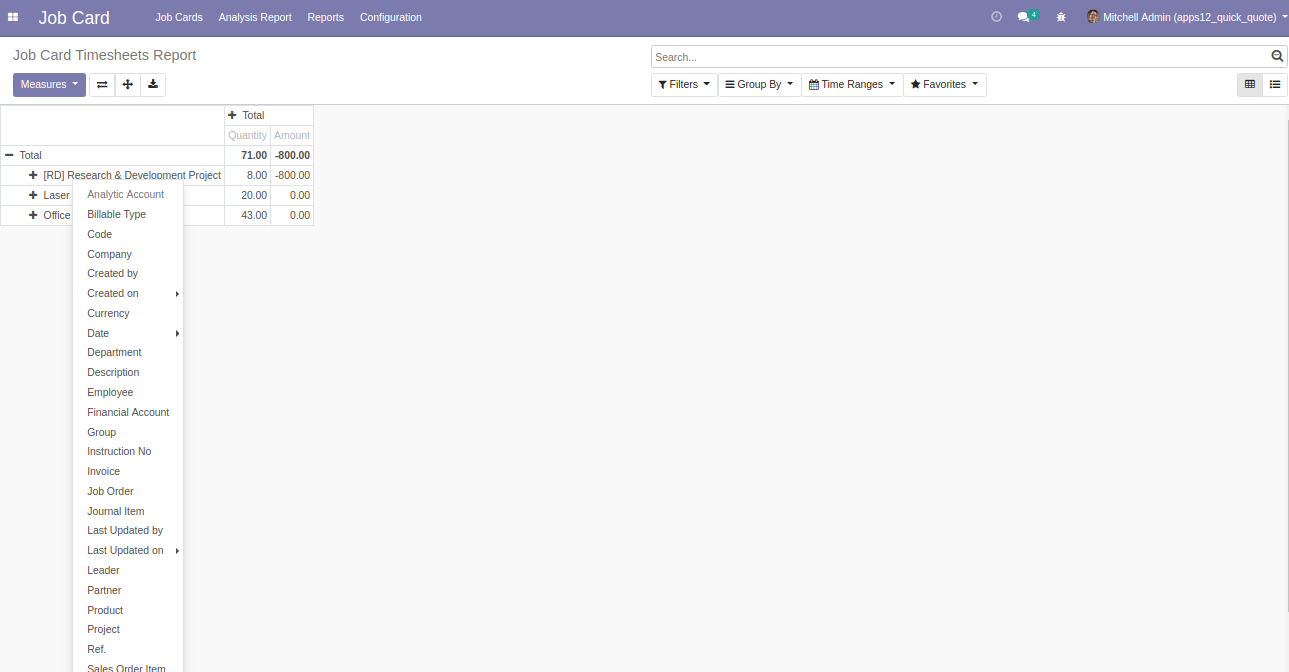 Job Card
Job Cards Analysis Report Reports Configuration
4 Mitchell Admin (apps12_quick_quote)
Job Card Timesheets Report
Search...
Measures
Filters Group By Time Ranges Favorites
Total
Quantity Amount
Total 71.00 -800.00
[RD] Research & Development Project 8.00 -800.00
Laser 20.00 0.00
Office 43.00 0.00
Analytic Account
Billable Type
Code
Company
Created by
Created on
Currency
Date
Department
Description
Employee
Financial Account
Group
Instruction No
Invoice
Job Order
Journal Item
Last Updated by
Last Updated on
Leader
Partner
Product
Project
Ref.
Sales Order Item